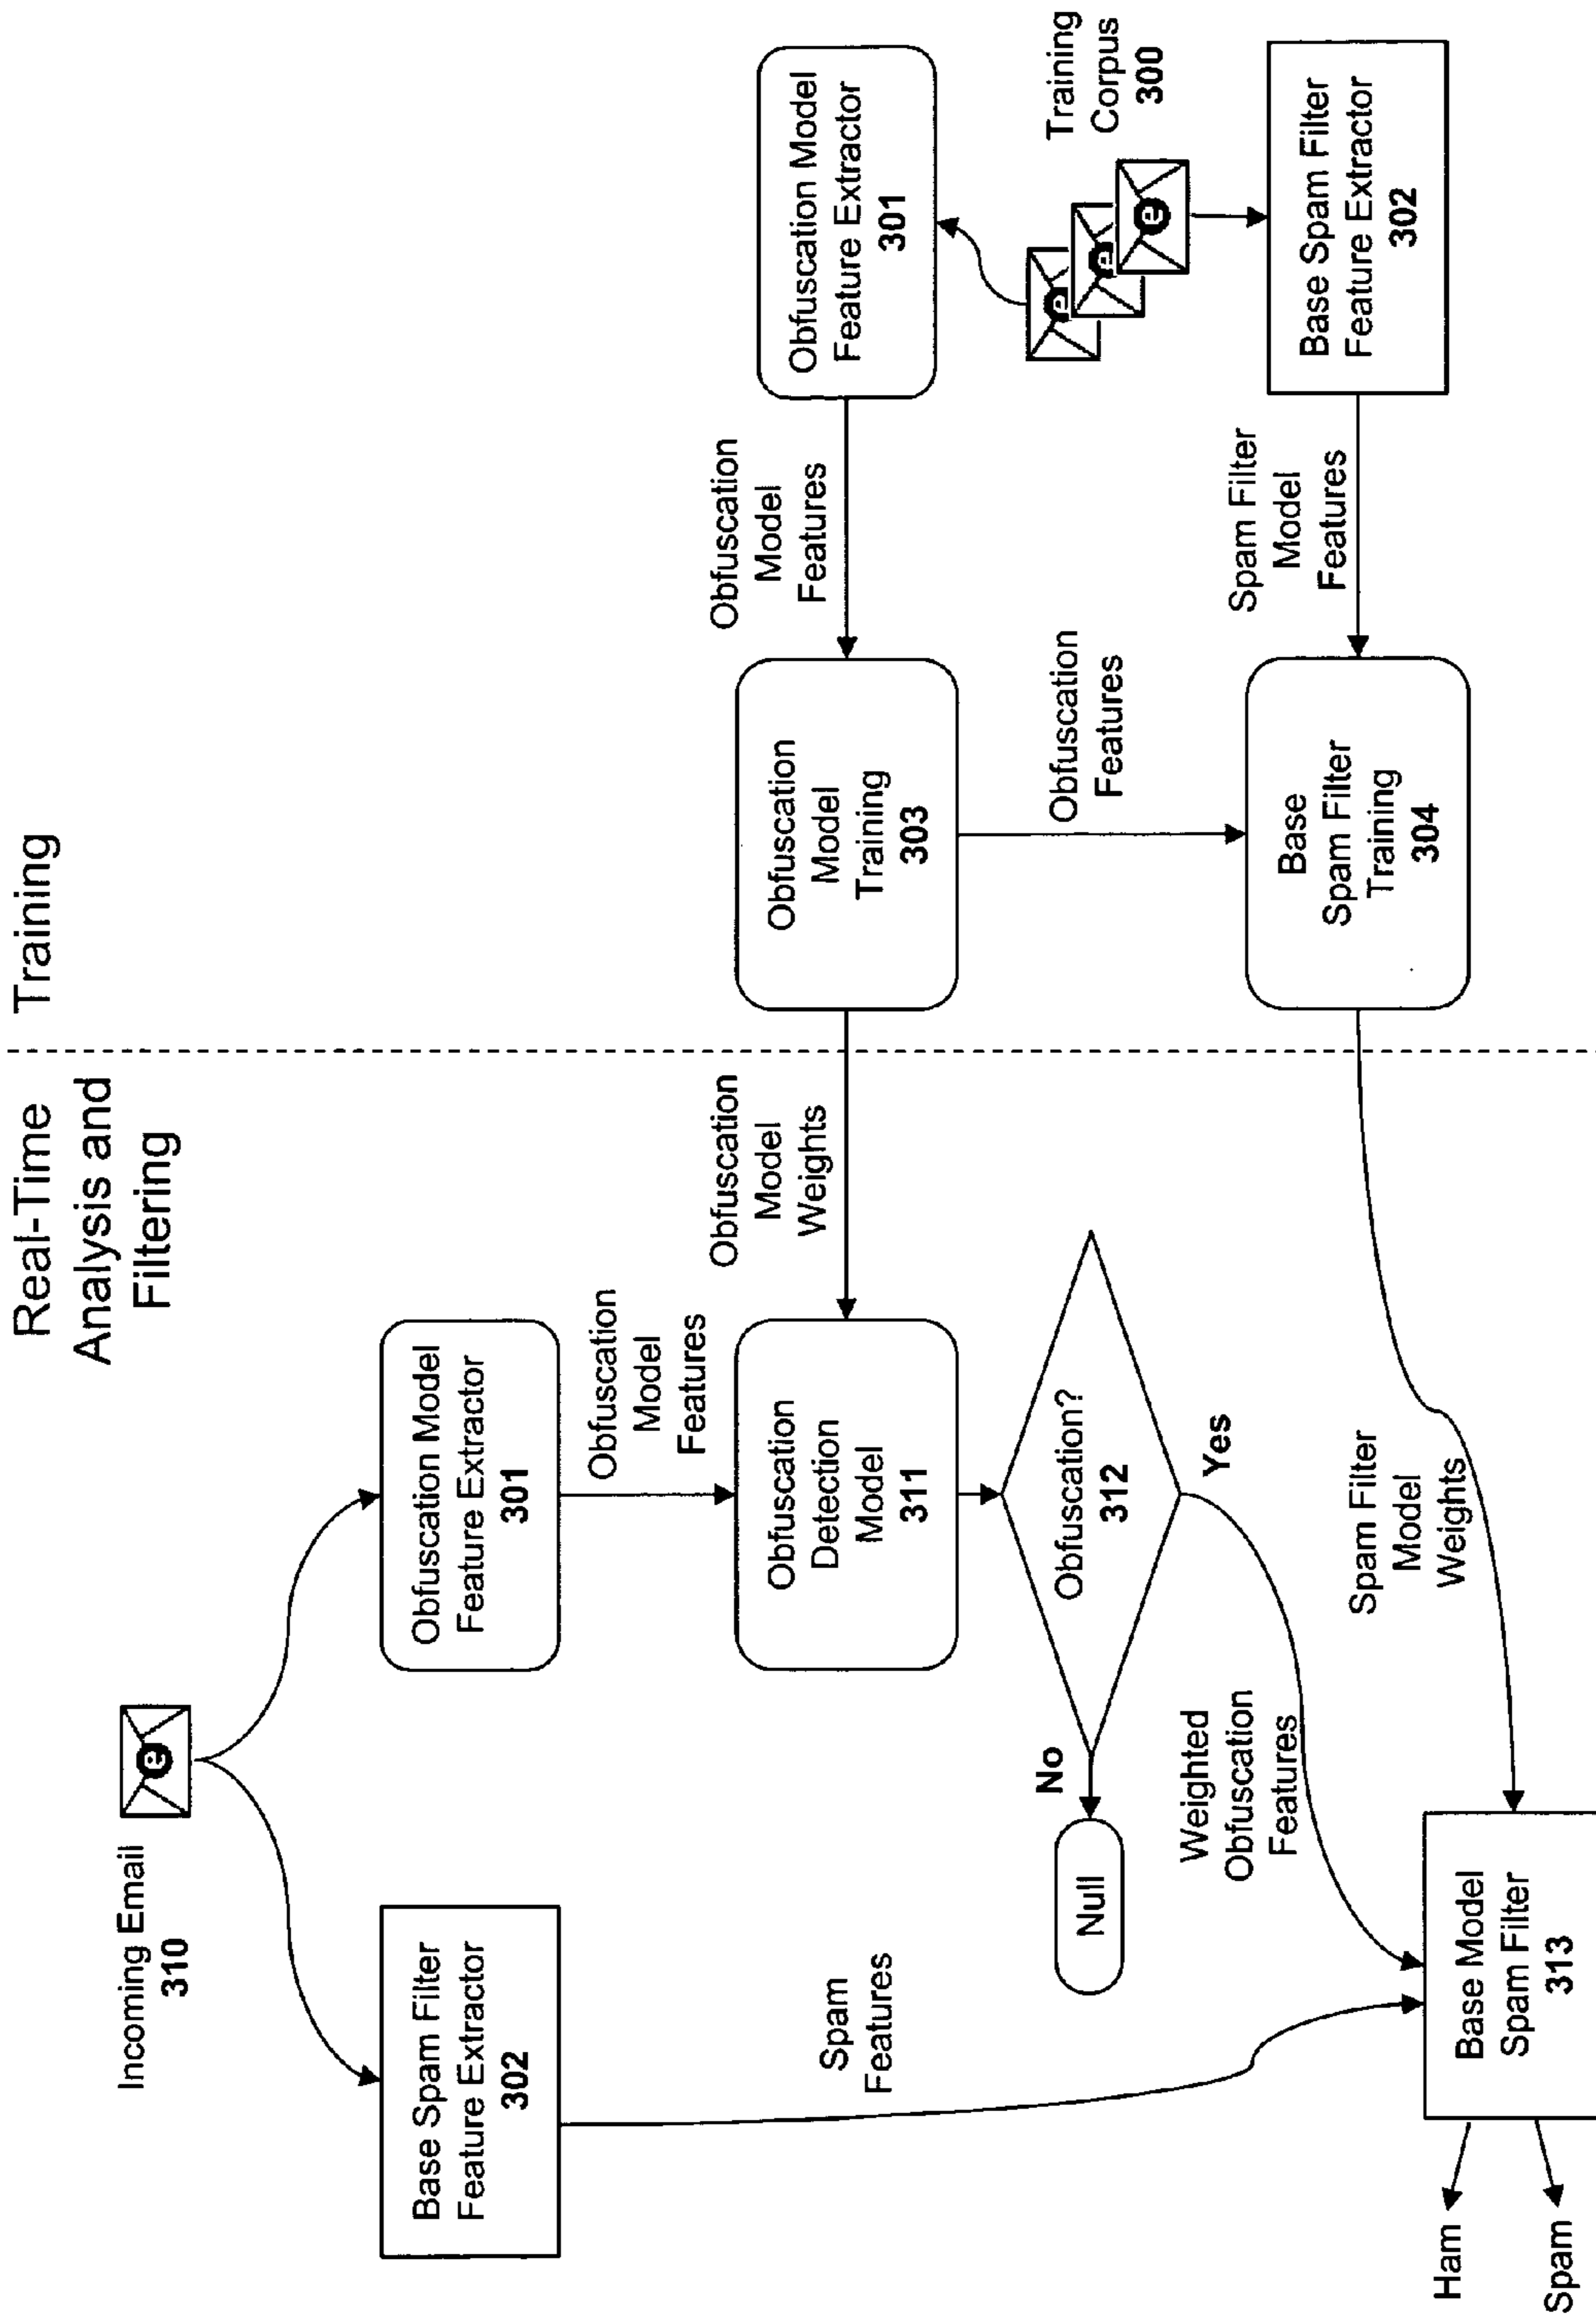 Real-Time
Analysis and
Filtering
Training
Incoming Email
310
Base Spam Filter
Feature Extractor
302
Obfuscation Model
Feature Extractor
301
Obfuscation
Model
Features
Spam
Features
Obfuscation
Detection
Model
311
Obfuscation
Model
Weights
Obfuscation?
312
No
Null
Yes
Weighted
Obfuscation
Features
Spam Filter
Model
Weights
Base Model
Spam Filter
313
Ham
Spam
Obfuscation
Model
Training
303
Obfuscation
Model
Features
Obfuscation Model
Feature Extractor
301
Obfuscation
Features
Training
Corpus
300
e
e
e
e
Base
Spam Filter
Training
304
Spam Filter
Model
Features
Base Spam Filter
Feature Extractor
302